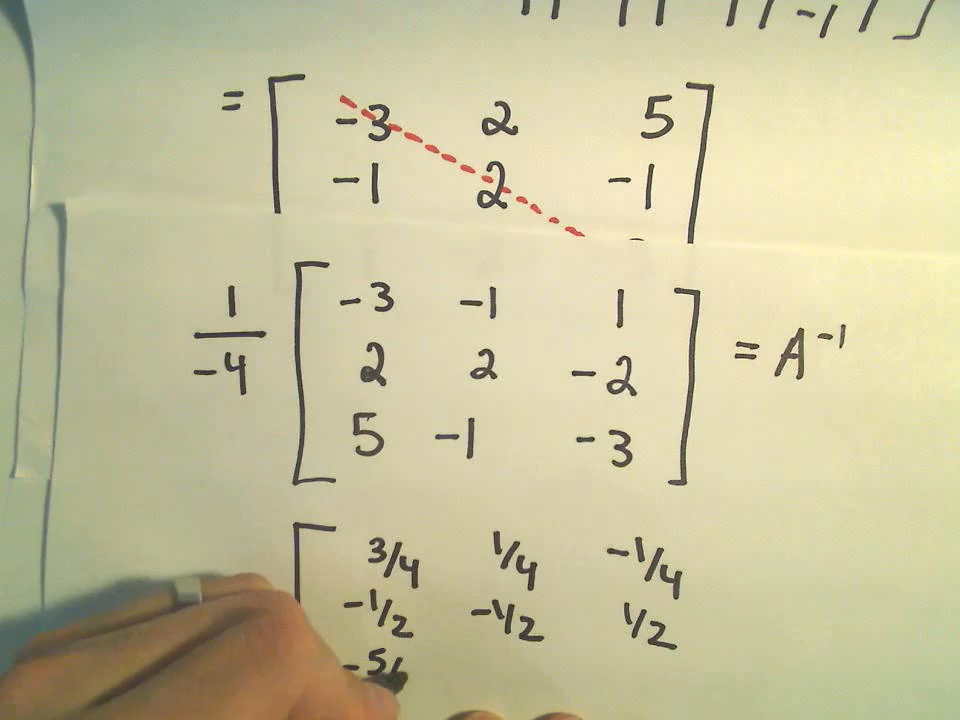 = [ -3 2 5 ]
-1 2 -1
1/-4 [ -3 -1 1 ] = A⁻¹
2 2 -2
5 -1 -3
[ 3/4 1/4 -1/4
-1/2 -1/2 1/2
-5/